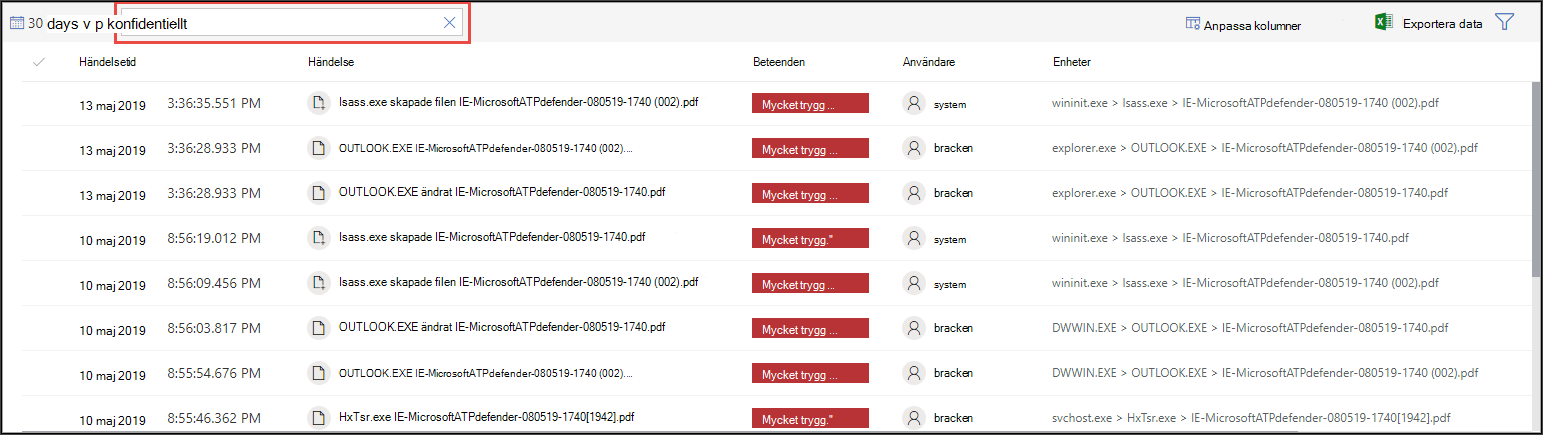 30 days v p konfidentiellt Anpassa kolumner Exportera data
Händelsetid Händelse Beteenden Användare Enheter
13 maj 2019 3:36:35.551 PM lsass.exe skapade filen IE-MicrosoftATPdefender-080519-1740 (002).pdf Mycket trygg ... system wininit.exe > lsass.exe > IE-MicrosoftATPdefender-080519-1740 (002).pdf
13 maj 2019 3:36:28.933 PM OUTLOOK.EXE IE-MicrosoftATPdefender-080519-1740 (002).... Mycket trygg ... bracken explorer.exe > OUTLOOK.EXE > IE-MicrosoftATPdefender-080519-1740 (002).pdf
13 maj 2019 3:36:28.933 PM OUTLOOK.EXE ändrat IE-MicrosoftATPdefender-080519-1740.pdf Mycket trygg ... bracken explorer.exe > OUTLOOK.EXE > IE-MicrosoftATPdefender-080519-1740.pdf
10 maj 2019 8:56:19.012 PM lsass.exe skapade IE-MicrosoftATPdefender-080519-1740.pdf Mycket trygg." system wininit.exe > lsass.exe > IE-MicrosoftATPdefender-080519-1740.pdf
10 maj 2019 8:56:09.456 PM lsass.exe skapade filen IE-MicrosoftATPdefender-080519-1740 (002).pdf Mycket trygg ... system wininit.exe > lsass.exe > IE-MicrosoftATPdefender-080519-1740 (002).pdf
10 maj 2019 8:56:03.817 PM OUTLOOK.EXE ändrat IE-MicrosoftATPdefender-080519-1740.pdf Mycket trygg ... bracken DWWIN.EXE > OUTLOOK.EXE > IE-MicrosoftATPdefender-080519-1740.pdf
10 maj 2019 8:55:54.676 PM OUTLOOK.EXE IE-MicrosoftATPdefender-080519-1740 (002).... Mycket trygg ... bracken DWWIN.EXE > OUTLOOK.EXE > IE-MicrosoftATPdefender-080519-1740 (002).pdf
10 maj 2019 8:55:46.362 PM HxTsr.exe IE-MicrosoftATPdefender-080519-1740[1942].pdf Mycket trygg." bracken svchost.exe > HxTsr.exe > IE-MicrosoftATPdefender-080519-1740[1942].pdf